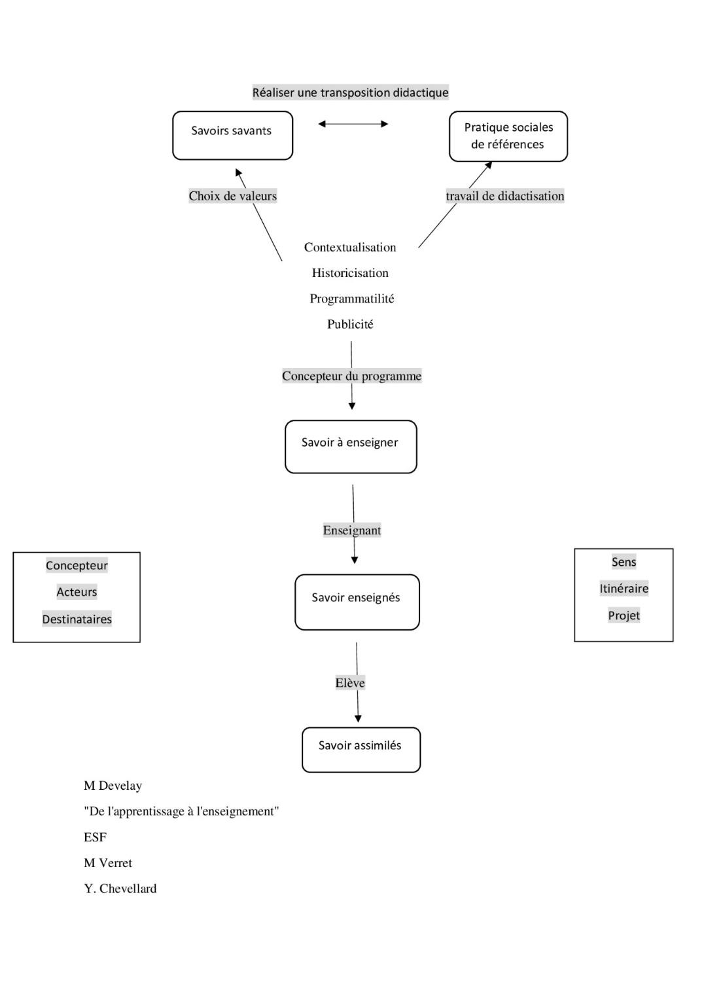 Réaliser une transposition didactique
Savoirs savants
Pratique sociales
de références
Choix de valeurs
travail de didactisation
Contextualisation
Historicisation
Programmatilité
Publicité
Concepteur du programme
Savoir à enseigner
Enseignant
Concepteur
Acteurs
Destinataires
Savoir enseignés
Sens
Itinéraire
Projet
Elève
Savoir assimilés
M Develay
"De l'apprentissage à l'enseignement"
ESF
M Verret
Y. Chevellard